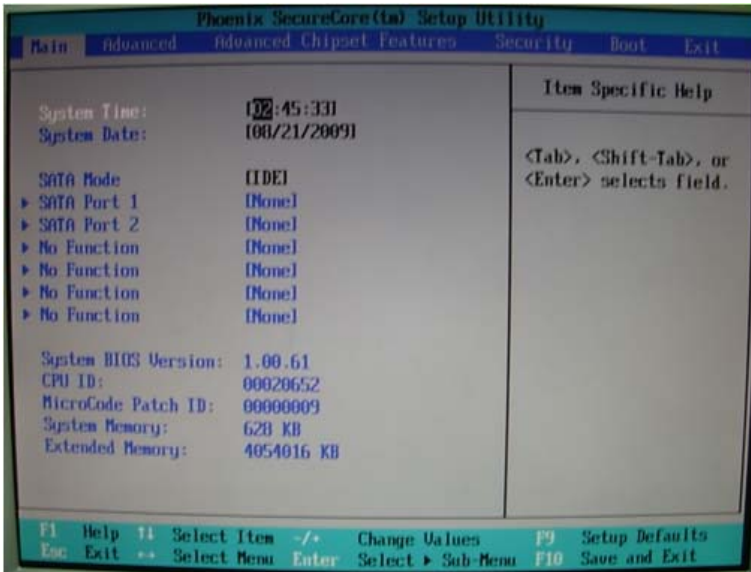 Phoenix SecureCore(tm) Setup Utility
Main Advanced Advanced Chipset Features Security Boot Exit
Item Specific Help
System Time: [02:45:33]
System Date: [08/21/2009]
<Tab>, <Shift-Tab>, or
<Enter> selects field.
SATA Mode [IDE]
▶ SATA Port 1 [None]
▶ SATA Port 2 [None]
▶ No Function [None]
▶ No Function [None]
▶ No Function [None]
▶ No Function [None]
System BIOS Version: 1.00.61
CPU ID: 00020652
MicroCode Patch ID: 00000009
System Memory: 628 KB
Extended Memory: 4054016 KB
F1 Help ↑↓ Select Item -/+ Change Values F9 Setup Defaults
Esc Exit ↔ Select Menu Enter Select ▶ Sub-Menu F10 Save and Exit